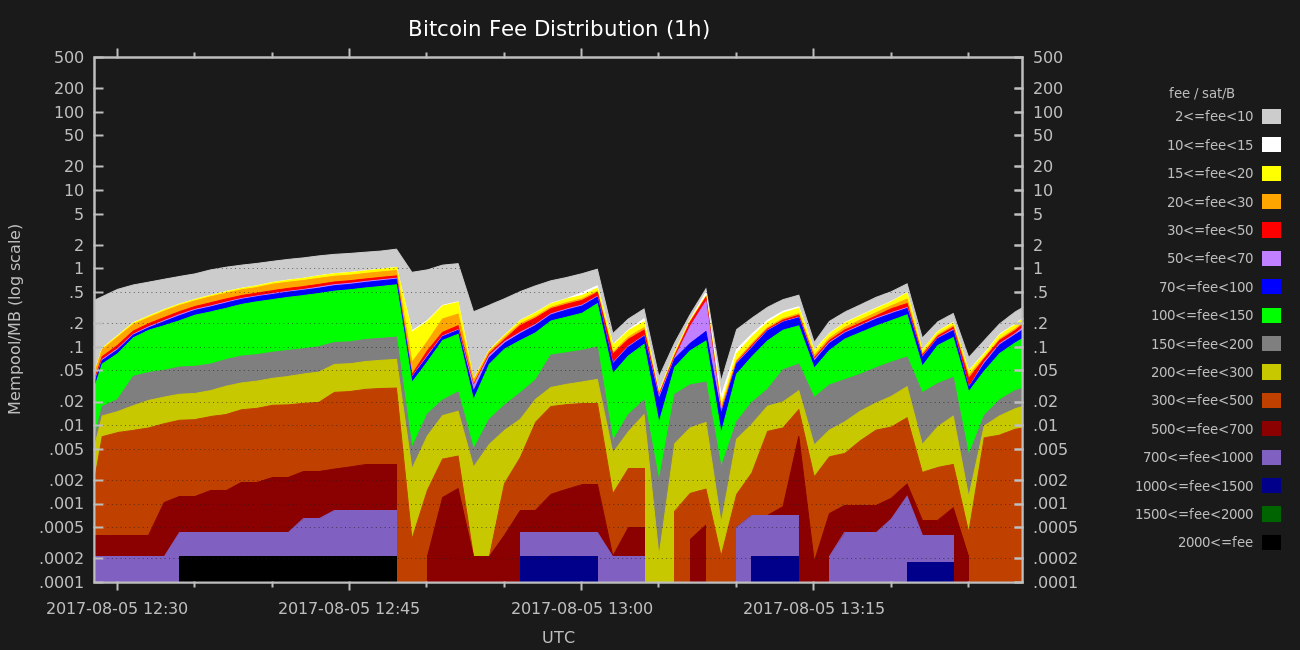 Bitcoin Fee Distribution (1h)
Mempool/MB (log scale)
500
200
100
50
20
10
5
2
1
.5
.2
.1
.05
.02
.01
.005
.002
.001
.0005
.0002
.0001
500
200
100
50
20
10
5
2
1
.5
.2
.1
.05
.02
.01
.005
.002
.001
.0005
.0002
.0001
2017-08-05 12:30
2017-08-05 12:45
2017-08-05 13:00
2017-08-05 13:15
UTC
fee / sat/B
2<=fee<10
10<=fee<15
15<=fee<20
20<=fee<30
30<=fee<50
50<=fee<70
70<=fee<100
100<=fee<150
150<=fee<200
200<=fee<300
300<=fee<500
500<=fee<700
700<=fee<1000
1000<=fee<1500
1500<=fee<2000
2000<=fee